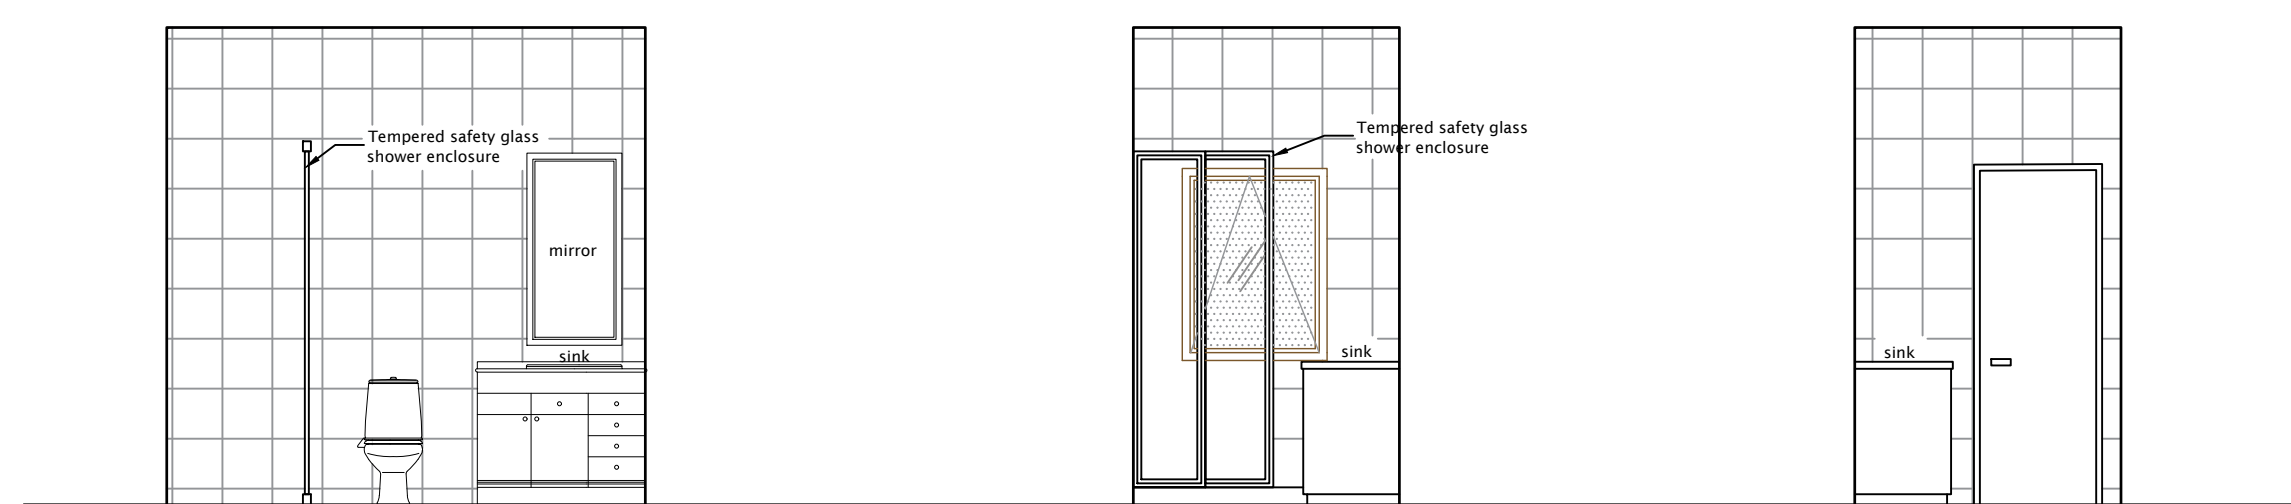 Tempered safety glass
shower enclosure
mirror
sink
Tempered safety glass
shower enclosure
sink
sink